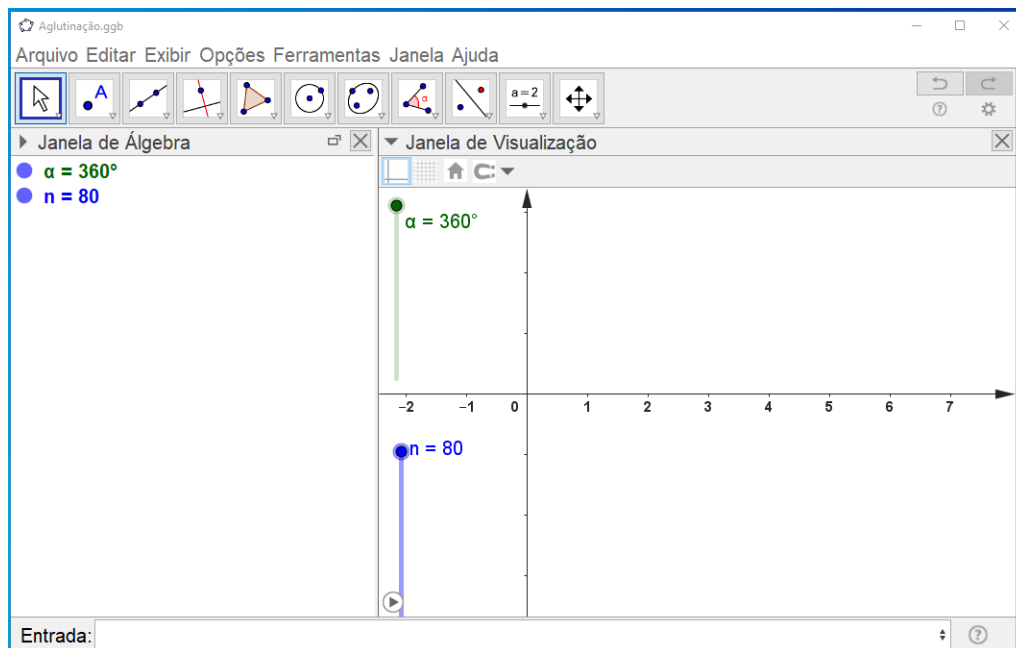 Aglutinação.ggb
Arquivo Editar Exibir Opções Ferramentas Janela Ajuda
A
α
a=2
Janela de Álgebra
Janela de Visualização
α = 360°
n = 80
α = 360°
−2 −1 0 1 2 3 4 5 6 7
n = 80
Entrada: